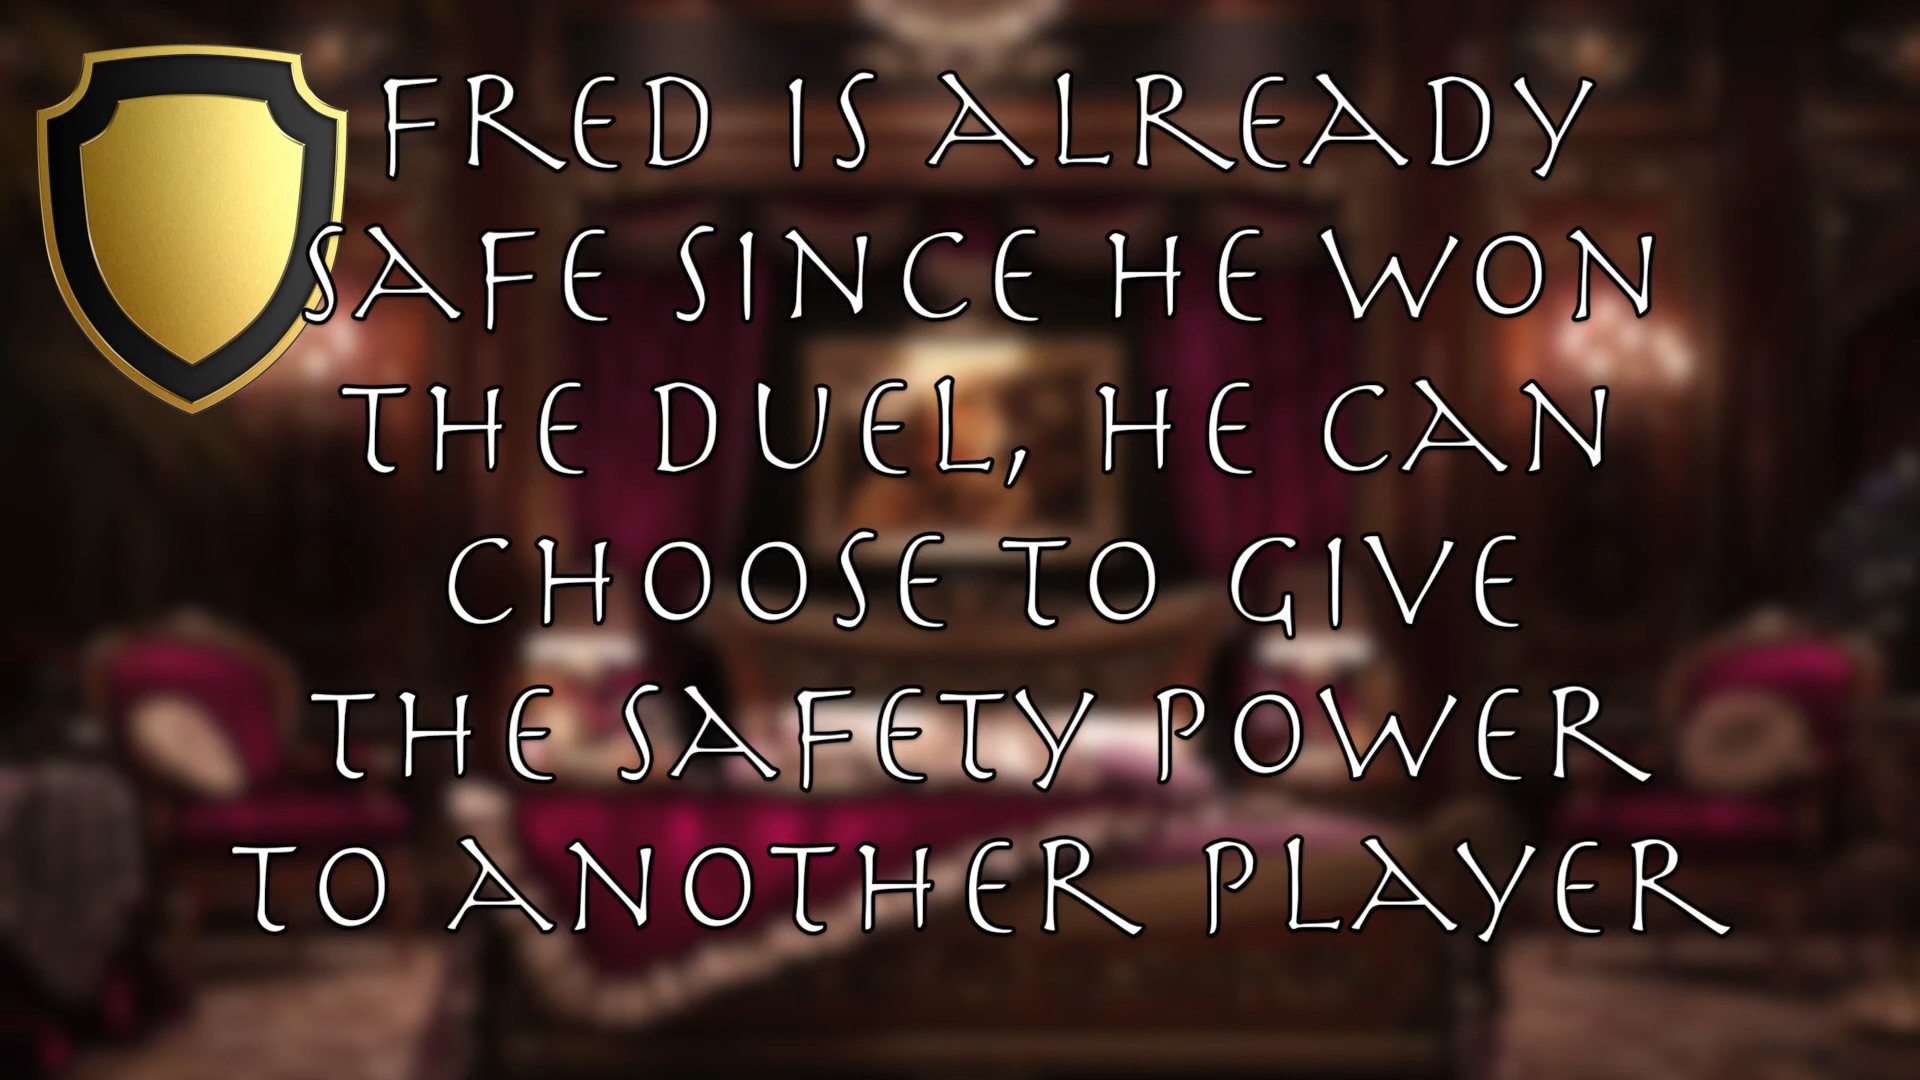 FRED IS ALREADY
SAFE SINCE HE WON
THE DUEL, HE CAN
CHOOSE TO GIVE
THE SAFETY POWER
TO ANOTHER PLAYER